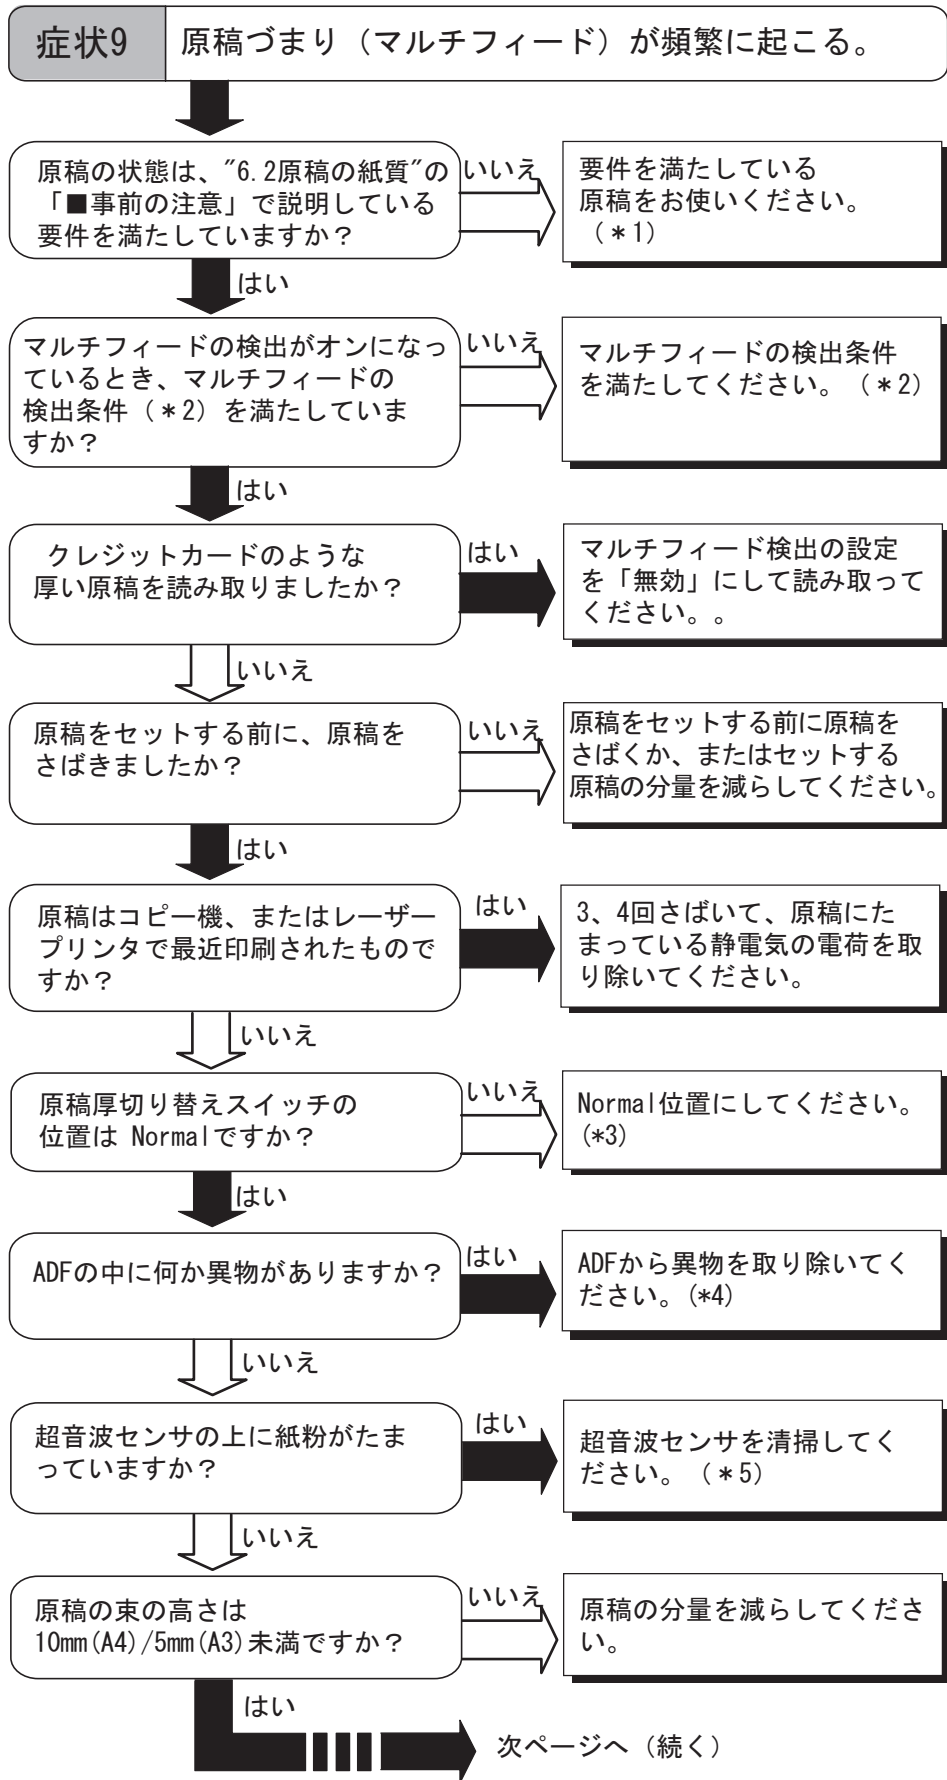 症状9
原稿づまり（マルチフィード）が頻繁に起こる。
原稿の状態は、"6.2原稿の紙質"の
「■事前の注意」で説明している
要件を満たしていますか？
いいえ
要件を満たしている
原稿をお使いください。
（＊1）
はい
マルチフィードの検出がオンになっ
ているとき、マルチフィードの
検出条件（＊2）を満たしていま
すか？
いいえ
マルチフィードの検出条件
を満たしてください。（＊2）
はい
クレジットカードのような
厚い原稿を読み取りましたか？
はい
マルチフィード検出の設定
を「無効」にして読み取って
ください。。
いいえ
原稿をセットする前に、原稿を
さばきましたか？
いいえ
原稿をセットする前に原稿を
さばくか、またはセットする
原稿の分量を減らしてください。
はい
原稿はコピー機、またはレーザー
プリンタで最近印刷されたもので
すか？
はい
3、4回さばいて、原稿にた
まっている静電気の電荷を取
り除いてください。
いいえ
原稿厚切り替えスイッチの
位置は Normalですか？
いいえ
Normal位置にしてください。
(*3)
はい
ADFの中に何か異物がありますか？
はい
ADFから異物を取り除いてく
ださい。(*4)
いいえ
超音波センサの上に紙粉がたま
っていますか？
はい
超音波センサを清掃してく
ださい。（＊5）
いいえ
原稿の束の高さは
10mm(A4)/5mm(A3)未満ですか？
いいえ
原稿の分量を減らしてくださ
い。
はい
次ページへ（続く）